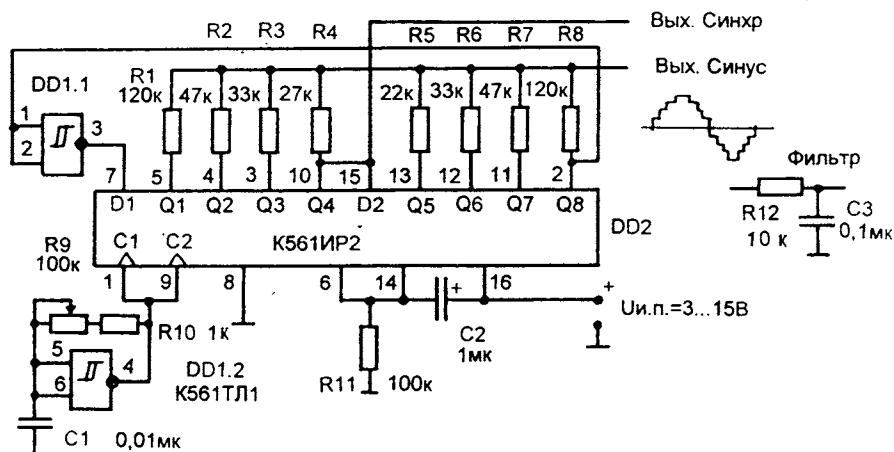 Вых. Синхр
R2 R3 R4 R5 R6 R7 R8
Вых. Синус
DD1.1
R1
120к 47к 33к 27к 22к 33к 47к 120к
1
2
3
Фильтр
7 5 4 3 10 15 13 12 11 2
D1 Q1 Q2 Q3 Q4 D2 Q5 Q6 Q7 Q8
DD2
R12
10 к
C3
0,1мк
C1 C2
К561ИР2
R9
100к
1 9 8 6 14 16
+
+
Uи.п.=3...15В
R10 1к
C2
1мк
5
6
4
DD1.2
К561ТЛ1
R11 100к
C1 0,01мк